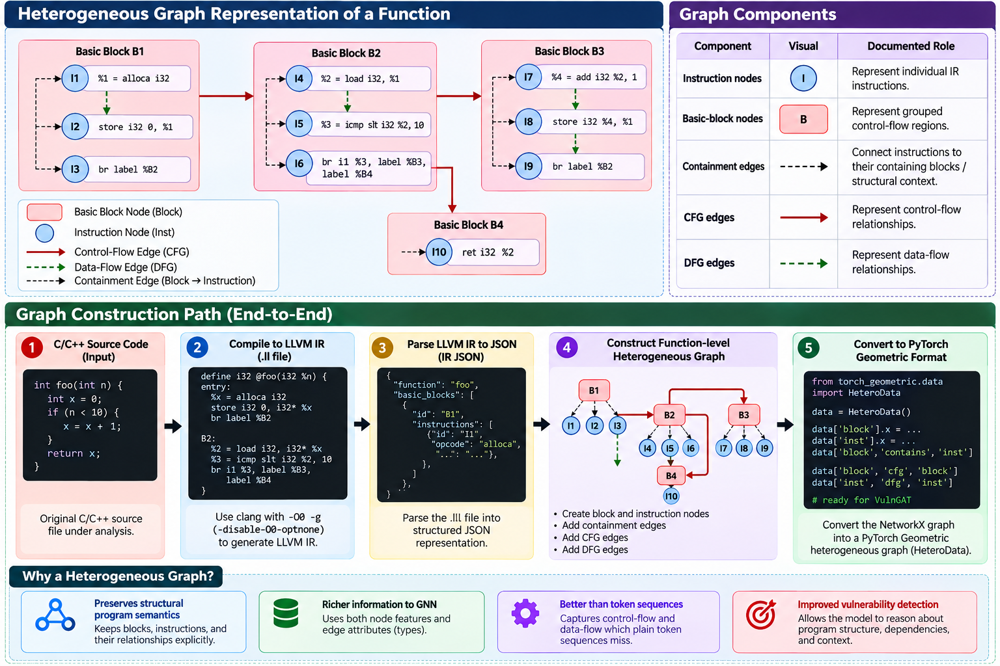 Heterogeneous Graph Representation of a Function
Basic Block B1
I1
%1 = alloca i32
I2
store i32 0, %1
I3
br label %B2
Basic Block B2
I4
%2 = load i32, %1
I5
%3 = icmp slt i32 %2, 10
I6
br i1 %3, label %B3,
label %B4
Basic Block B3
I7
%4 = add i32 %2, 1
I8
store i32 %4, %1
I9
br label %B2
Basic Block B4
I10
ret i32 %2
Basic Block Node (Block)
Instruction Node (Inst)
Control-Flow Edge (CFG)
Data-Flow Edge (DFG)
Containment Edge (Block → Instruction)
Graph Components
Component
Visual
Documented Role
Instruction nodes
I
Represent individual IR
instructions.
Basic-block nodes
B
Represent grouped
control-flow regions.
Containment edges
Connect instructions to
their containing blocks /
structural context.
CFG edges
Represent control-flow
relationships.
DFG edges
Represent data-flow
relationships.
Graph Construction Path (End-to-End)
1
C/C++ Source Code
(Input)
int foo(int n) {
int x = 0;
if (n < 10) {
x = x + 1;
}
return x;
}
Original C/C++ source
file under analysis.
2
Compile to LLVM IR
(.ll file)
define i32 @foo(i32 %n) {
entry:
%x = alloca i32
store i32 0, i32* %x
br label %B2
B2:
%2 = load i32, i32* %x
%3 = icmp slt i32 %2, 10
br i1 %3, label %B3,
label %B4
}
Use clang with -O0 -g
(-disable-O0-optnone)
to generate LLVM IR.
3
Parse LLVM IR to JSON
(IR JSON)
{
"function": "foo",
"basic_blocks": [
{
"id": "B1",
"instructions": [
{"id": "I1",
"opcode": "alloca",
"...": "..."},
},
]
},
}
Parse the .lll file into
structured JSON
representation.
4
Construct Function-level
Heterogeneous Graph
B1
I1
I2
I3
B2
B3
I4
I5
I6
I7
I8
I9
B4
I10
• Create block and instruction nodes
• Add containment edges
• Add CFG edges
• Add DFG edges
5
Convert to PyTorch
Geometric Format
from torch_geometric.data
import HeteroData
data = HeteroData()
data['block'].x = ...
data['inst'].x = ...
data['block', 'contains', 'inst']
data['block', 'cfg', 'block']
data['inst', 'dfg', 'inst']
# ready for VulnGAT
Convert the NetworkX graph
into a PyTorch Geometric
heterogeneous graph (HeteroData).
Why a Heterogeneous Graph?
Preserves structural
program semantics
Keeps blocks, instructions, and
their relationships explicitly.
Richer information to GNN
Uses both node features and
edge attributes (types).
Better than token sequences
Captures control-flow and
data-flow which plain token
sequences miss.
Improved vulnerability detection
Allows the model to reason about
program structure, dependencies,
and context.